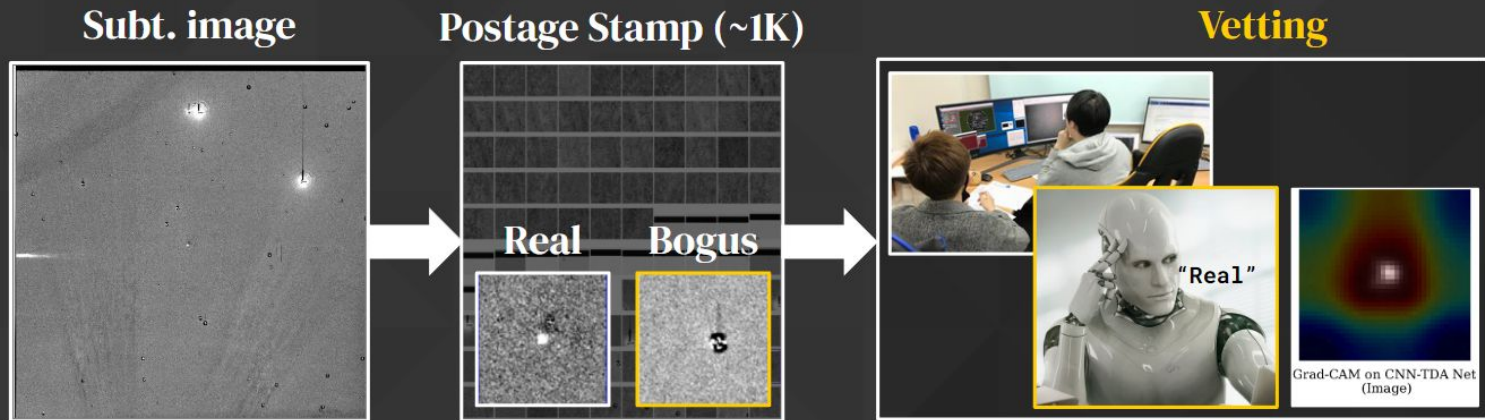 Subt. image
Postage Stamp (~1K)
Vetting
Real
Bogus
"Real"
Grad-CAM on CNN-TDA Net
(Image)